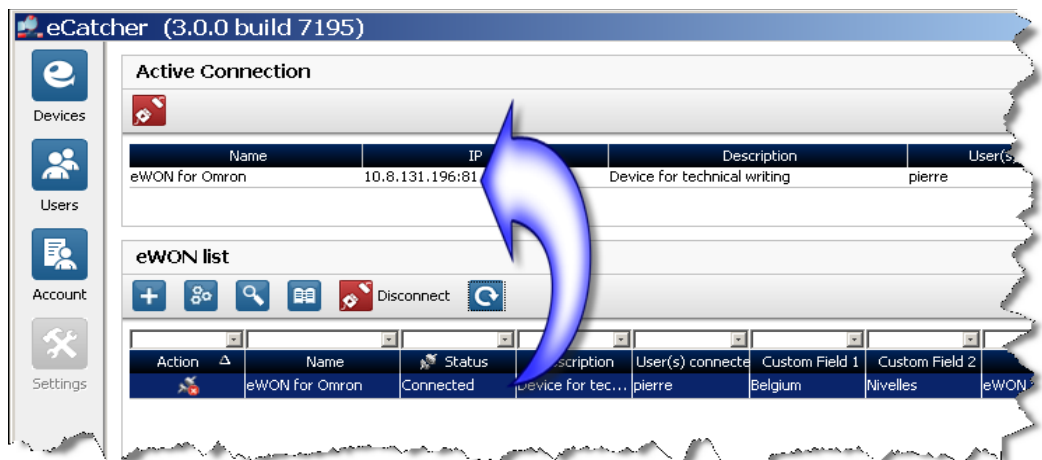 eCatcher (3.0.0 build 7195)
Devices
Users
Account
Settings
Active Connection
Name IP Description User(s)
eWON for Omron 10.8.131.196:81 Device for technical writing pierre
eWON list
Disconnect
Action Name Status User(s) connecte Custom Field 1 Custom Field 2
eWON for Omron Connected Device for tec... pierre Belgium Nivelles eWON